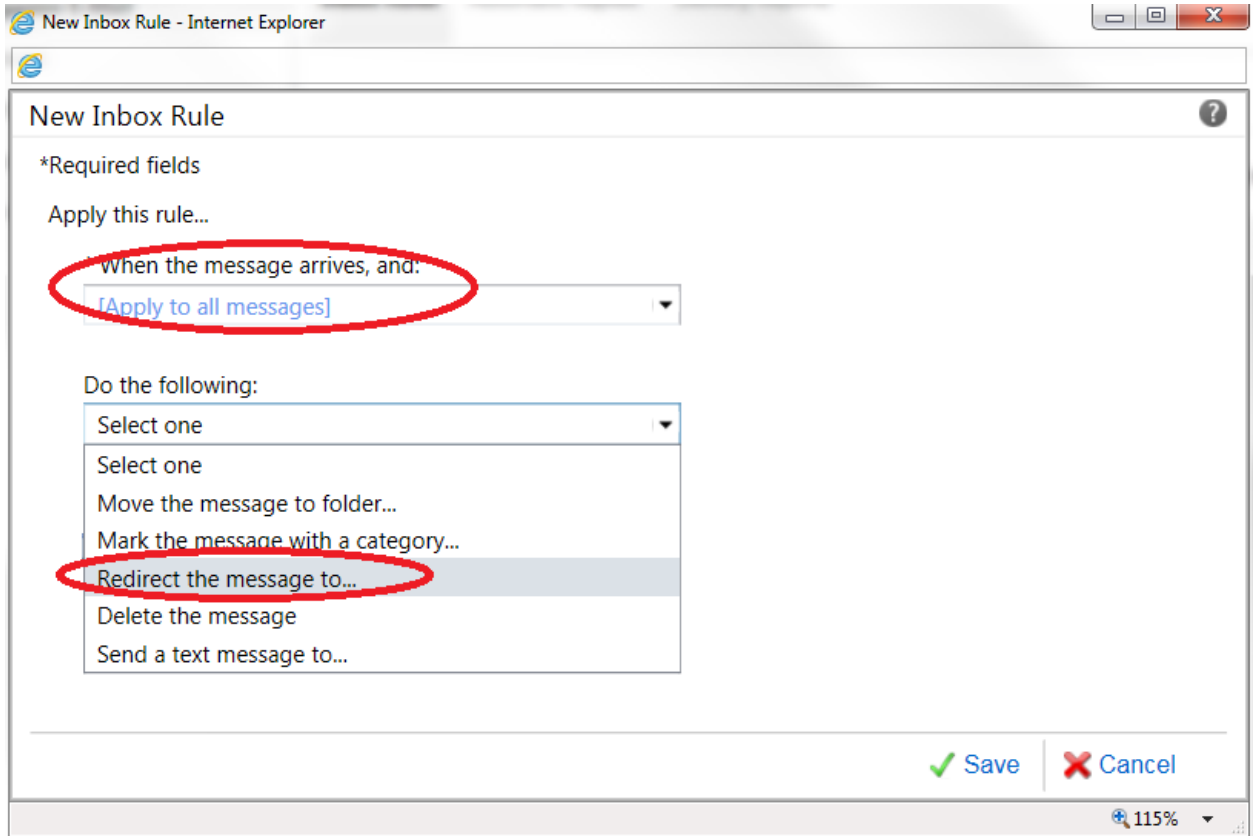 New Inbox Rule - Internet Explorer
New Inbox Rule
*Required fields
Apply this rule...
When the message arrives, and:
[Apply to all messages]
Do the following:
Select one
Select one
Move the message to folder...
Mark the message with a category...
Redirect the message to...
Delete the message
Send a text message to...
Save
Cancel
115%